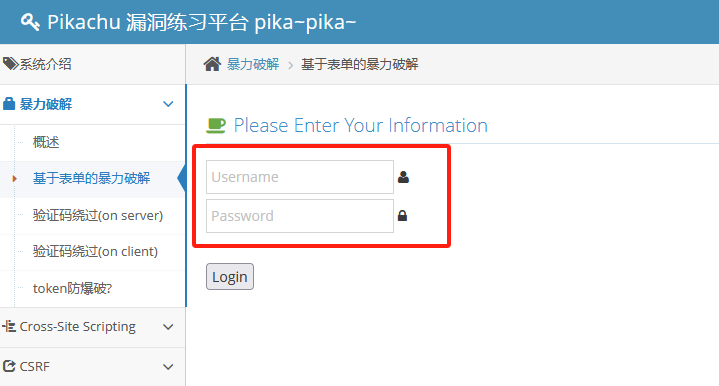 Pikachu 漏洞练习平台 pika~pika~
系统介绍
暴力破解
概述
基于表单的暴力破解
验证码绕过(on server)
验证码绕过(on client)
token防爆破?
Cross-Site Scripting
CSRF
暴力破解 > 基于表单的暴力破解
Please Enter Your Information
Username
Password
Login